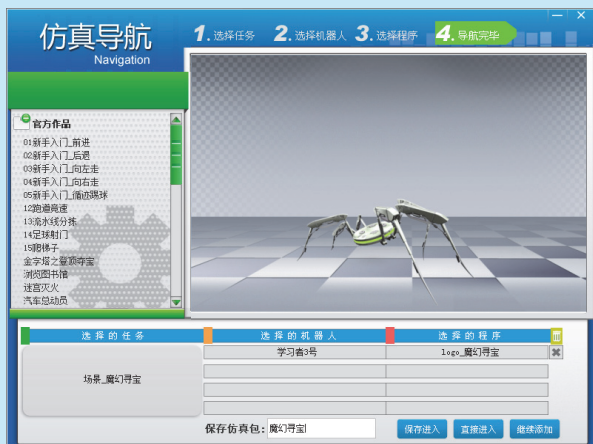 仿真导航
Navigation
1.选择任务 2.选择机器人 3.选择程序 4.导航完毕
官方作品
01新手入门_前进
02新手入门_后退
03新手入门_向左走
04新手入门_向右走
05新手入门_循迹踢球
12跑道竞速
13流水线分拣
14足球射门
15爬梯子
金字塔之登顶夺宝
浏览图书馆
迷宫灭火
汽车总动员
选择的任务 选择的机器人 选择的程序
学习者3号 logo_魔幻寻宝
场景_魔幻寻宝
保存仿真包: 魔幻寻宝 保存进入 直接进入 继续添加